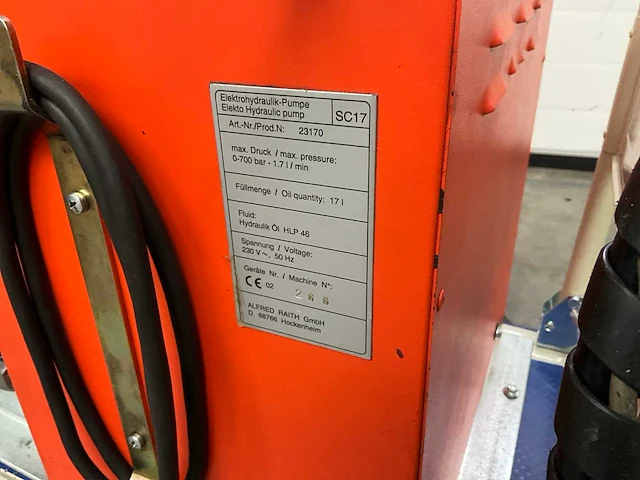 Elektrohydraulik-Pumpe
Elekto Hydraulic pump
SC17
Art.-Nr./Prod.N: 23170
max. Druck / max. pressure:
0-700 bar - 1.7 l / min
Füllmenge / Oil quantity: 17 l
Fluid:
Hydraulik Öl HLP 46
Spannung / Voltage:
230 V ~, 50 Hz
Geräte Nr. / Machine N°:
CE 02 266
ALFRED RAITH GmbH
D. 68766 Hockenheim